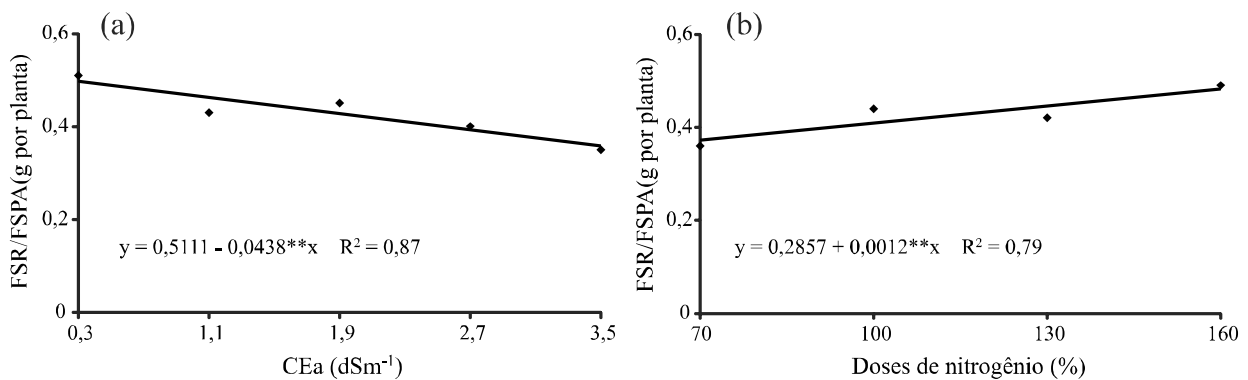 (a)
0,6
0,4
0,2
0
FSR/FSPA(g por planta)
y = 0,5111 - 0,0438**x R² = 0,87
0,3 1,1 1,9 2,7 3,5
CEa (dSm⁻¹)
(b)
0,6
0,4
0,2
0
FSR/FSPA(g por planta)
y = 0,2857 + 0,0012**x R² = 0,79
70 100 130 160
Doses de nitrogênio (%)